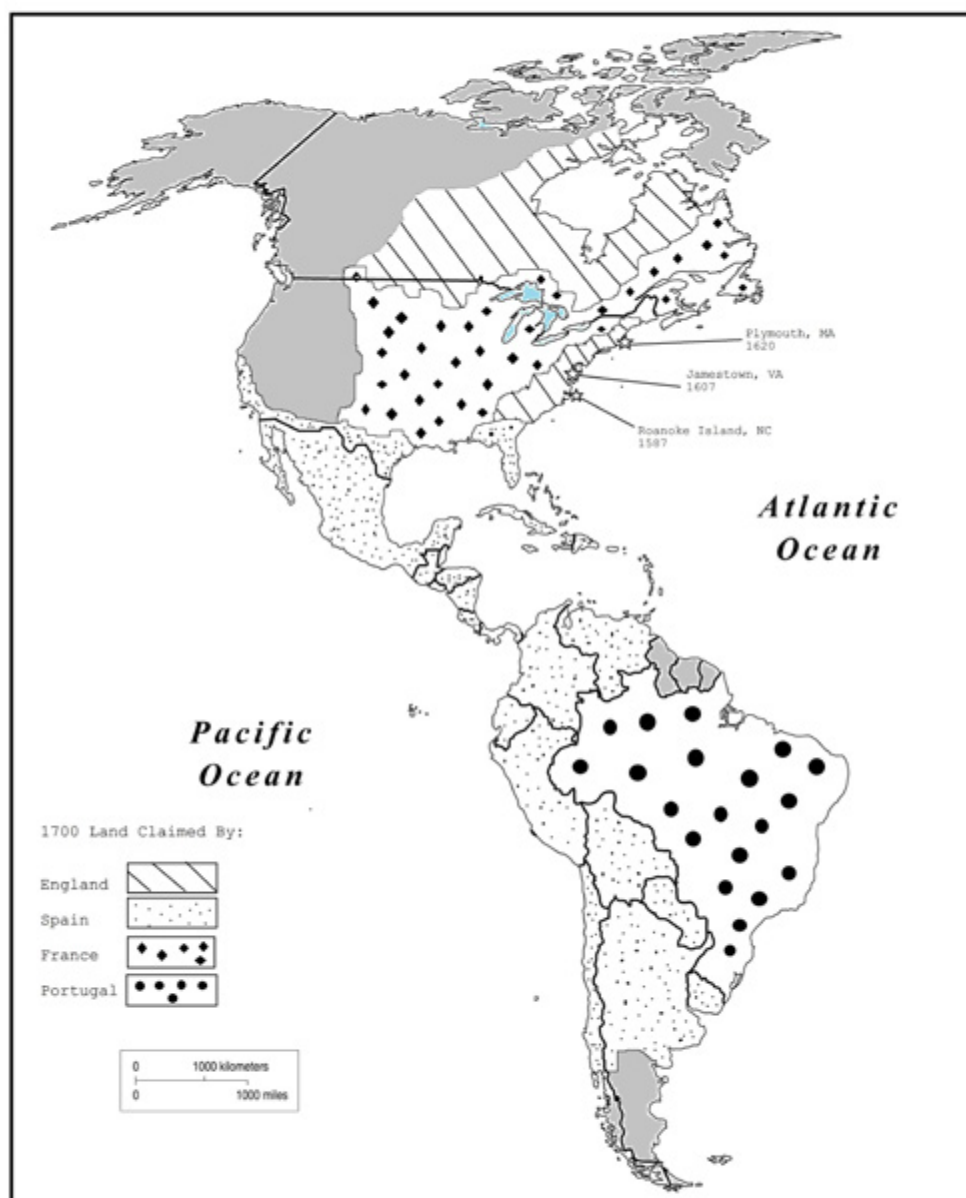 Plymouth, MA
1620
Jamestown, VA
1607
Roanoke Island, NC
1587
Atlantic
Ocean
Pacific
Ocean
1700 Land Claimed By:
England
Spain
France
Portugal
0 1000 kilometers
0 1000 miles